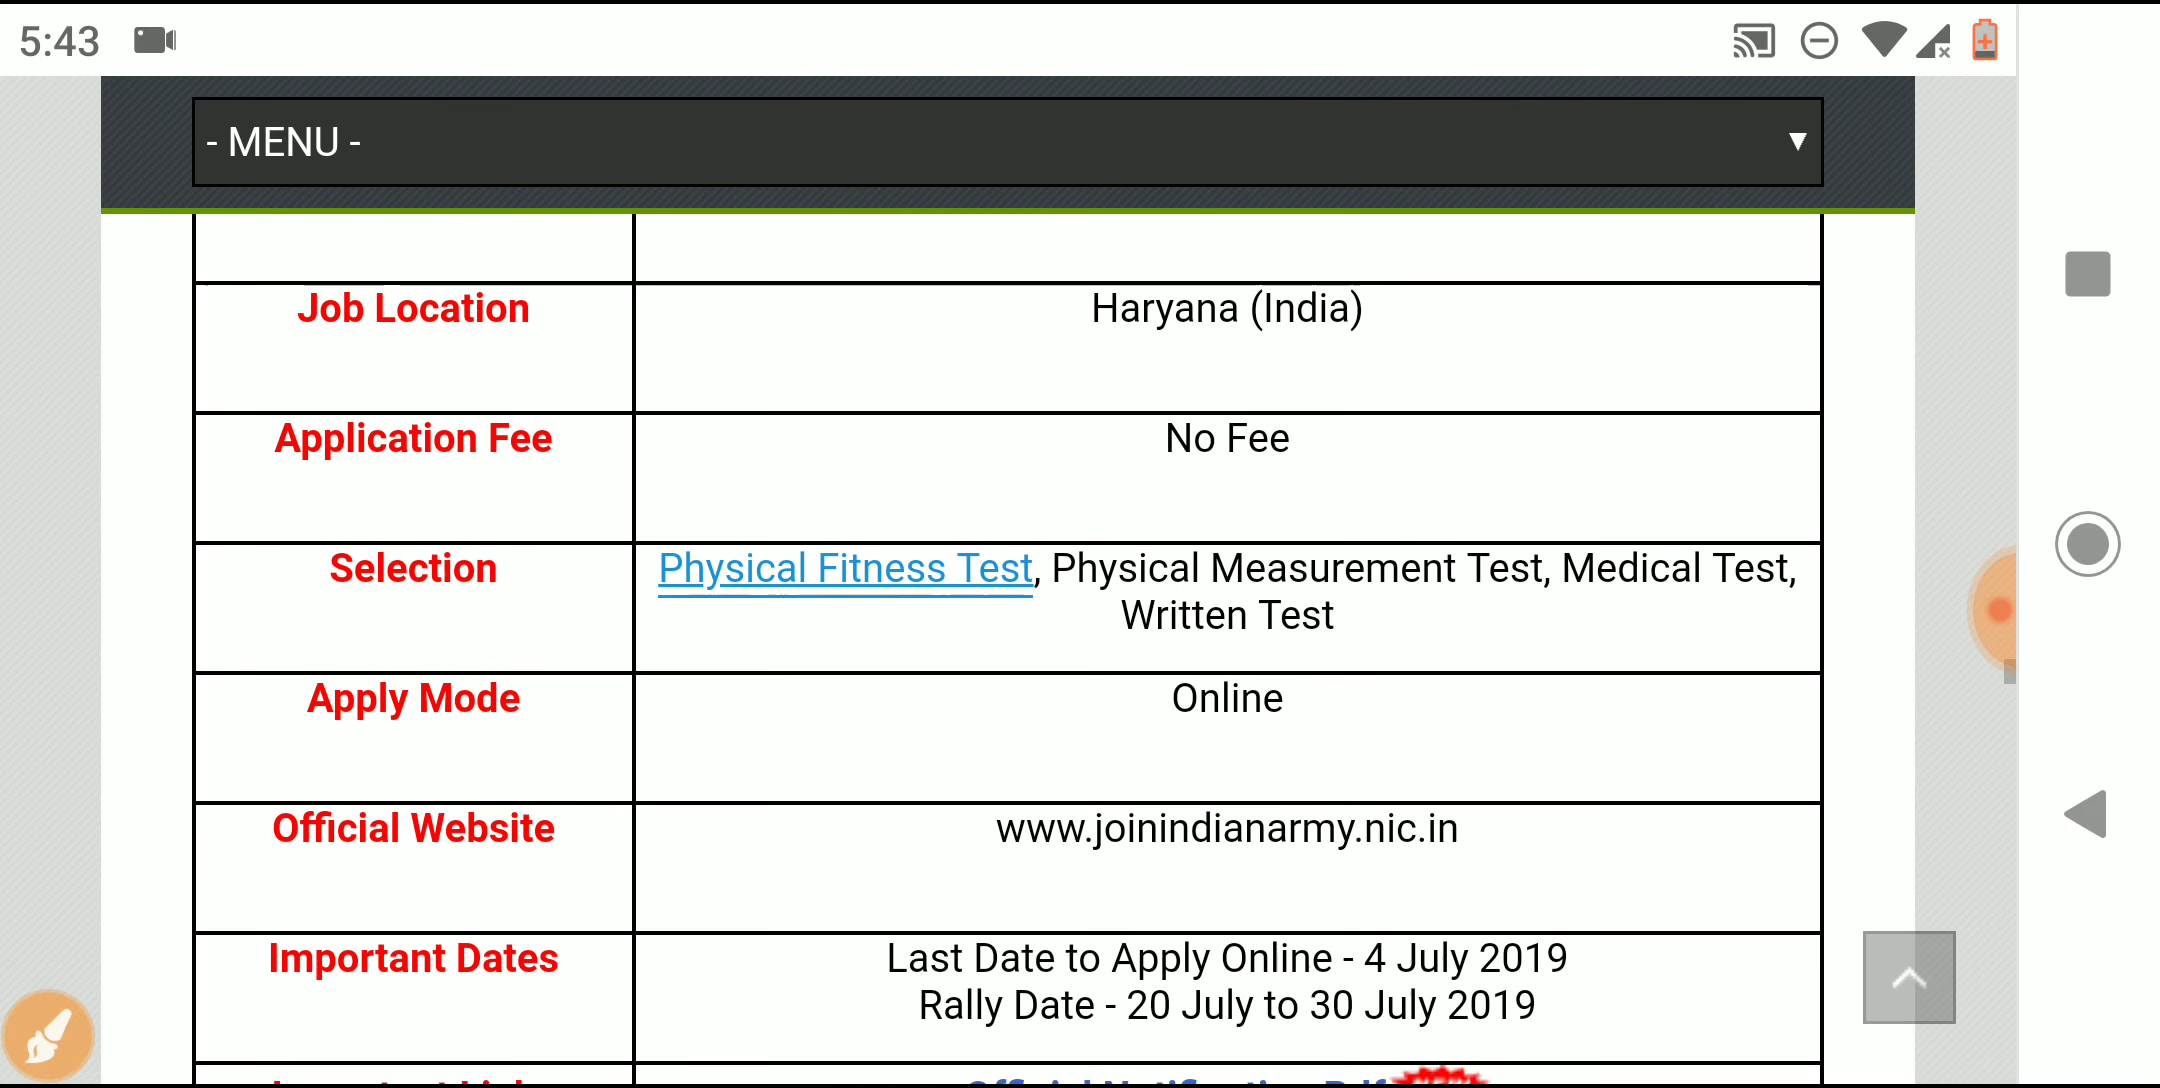 5:43
- MENU -
Job Location
Haryana (India)
Application Fee
No Fee
Selection
Physical Fitness Test, Physical Measurement Test, Medical Test,
Written Test
Apply Mode
Online
Official Website
www.joinindianarmy.nic.in
Important Dates
Last Date to Apply Online - 4 July 2019
Rally Date - 20 July to 30 July 2019